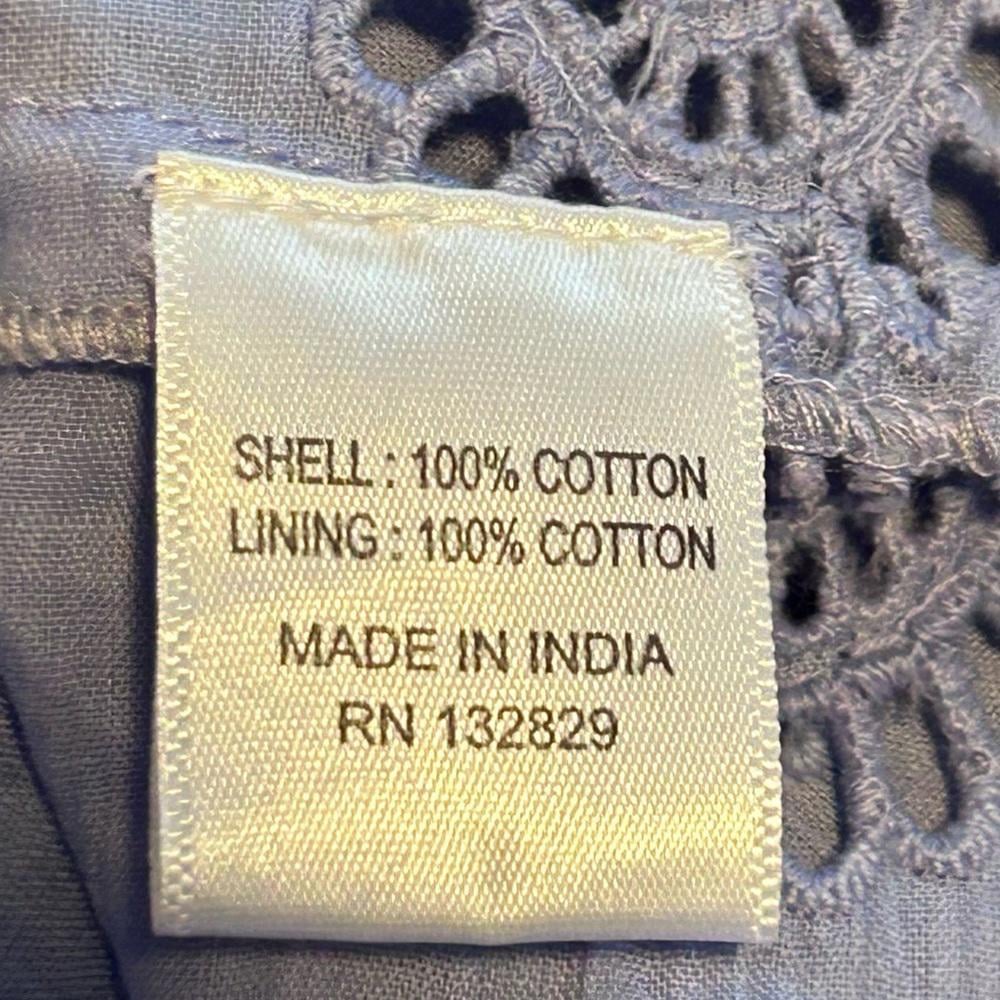 SHELL : 100% COTTON
LINING : 100% COTTON
MADE IN INDIA
RN 132829